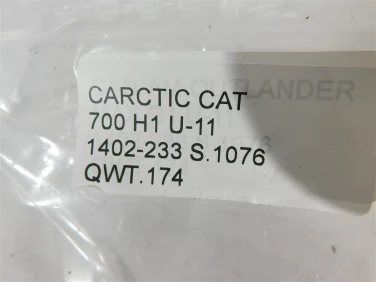 CARCTIC CAT
700 H1 U-11
1402-233 S.1076
QWT.174